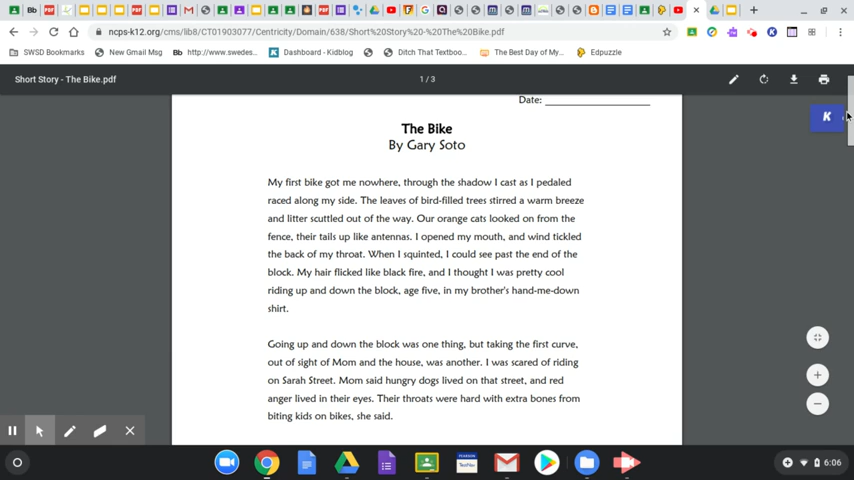 ncps-k12.org/cms/lib8/CT01903077/Centricity/Domain/638/Short%20Story%20-%20The%20Bike.pdf
SWSD Bookmarks New Gmail Msg Bb http://www.swedes... Dashboard - Kidblog Ditch That Textboo... The Best Day of My... Edpuzzle
Short Story - The Bike.pdf 1 / 3
Date:
K
The Bike
By Gary Soto
My first bike got me nowhere, through the shadow I cast as I pedaled
raced along my side. The leaves of bird-filled trees stirred a warm breeze
and litter scuttled out of the way. Our orange cats looked on from the
fence, their tails up like antennas. I opened my mouth, and wind tickled
the back of my throat. When I squinted, I could see past the end of the
block. My hair flicked like black fire, and I thought I was pretty cool
riding up and down the block, age five, in my brother's hand-me-down
shirt.
Going up and down the block was one thing, but taking the first curve,
out of sight of Mom and the house, was another. I was scared of riding
on Sarah Street. Mom said hungry dogs lived on that street, and red
anger lived in their eyes. Their throats were hard with extra bones from
biting kids on bikes, she said.
6:06